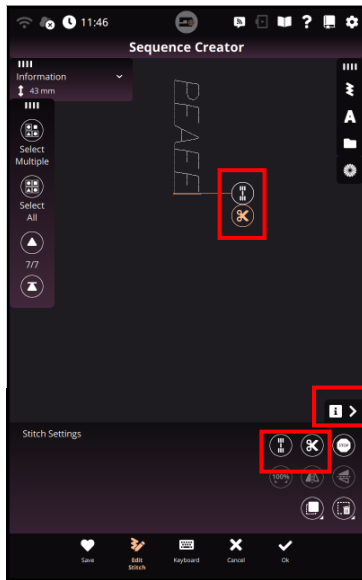 11:46
?
Sequence Creator
Information
43 mm
A
Select
Multiple
Select
All
7/7
PFAFF
i
Stitch Settings
STOP
100%
Save
Edit
Stitch
Keyboard
Cancel
Ok